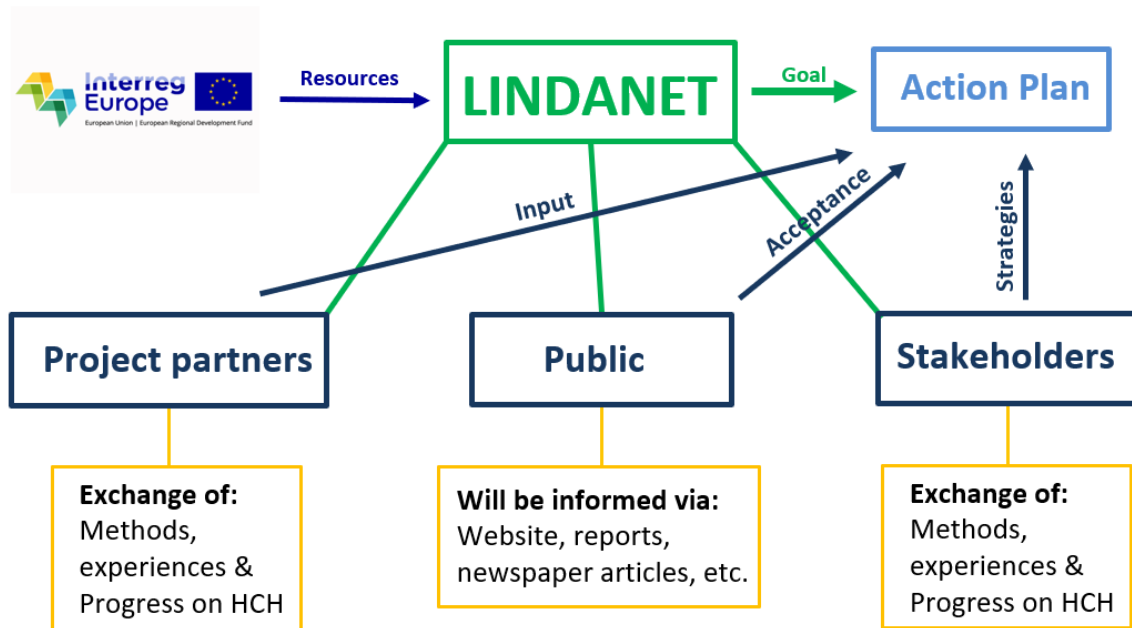 Interreg
Europe
European Union | European Regional Development Fund
Resources
LINDANET
Goal
Action Plan
Input
Acceptance
Strategies
Project partners
Public
Stakeholders
Exchange of:
Methods,
experiences &
Progress on HCH
Will be informed via:
Website, reports,
newspaper articles, etc.
Exchange of:
Methods,
experiences &
Progress on HCH